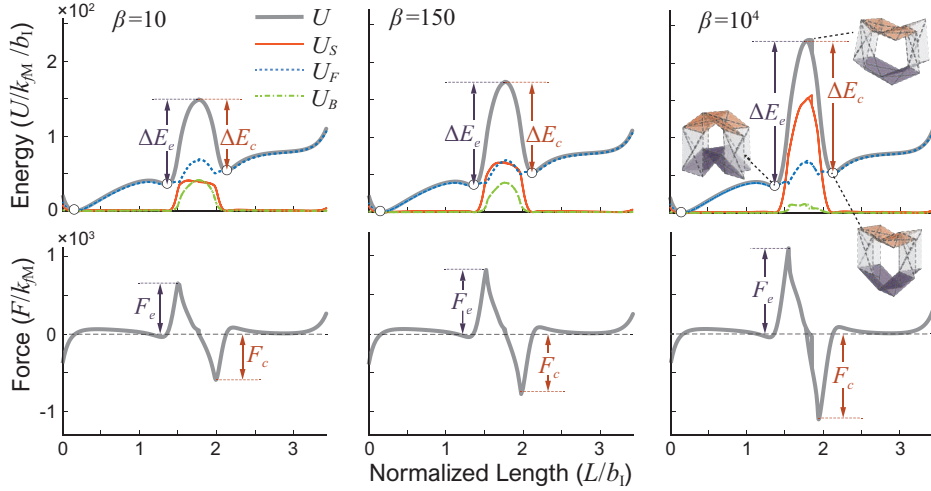 ×10²
β=10
β=150
β=10⁴
U
U_S
U_F
U_B
Energy (U/k_fM /b_I)
2
1
0
ΔE_e
ΔE_c
ΔE_e
ΔE_c
ΔE_e
ΔE_c
×10³
Force (F/k_fM)
1
0
-1
F_e
F_c
F_e
F_c
F_e
F_c
0 1 2 3
0 1 2 3
0 1 2 3
Normalized Length (L/b_I)